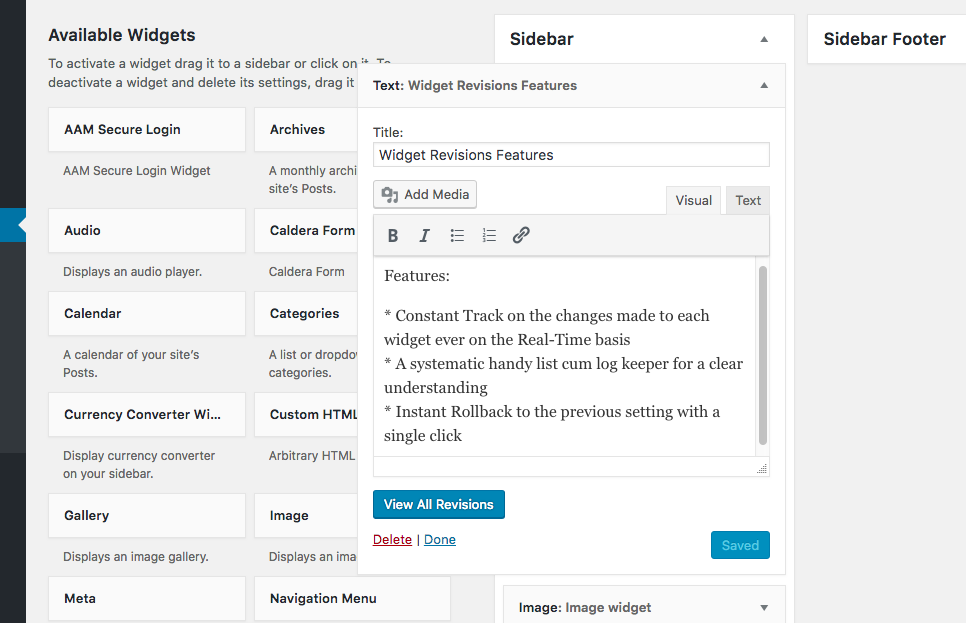 Available Widgets
To activate a widget drag it to a sidebar or click on it. To
deactivate a widget and delete its settings, drag it
AAM Secure Login
AAM Secure Login Widget
Archives
A monthly archi
site's Posts.
Audio
Displays an audio player.
Caldera Form
Caldera Form
Calendar
A calendar of your site's
Posts.
Categories
A list or dropdo
categories.
Currency Converter Wi...
Display currency converter
on your sidebar.
Custom HTML
Arbitrary HTML
Gallery
Displays an image gallery.
Image
Displays an ima
Meta
Navigation Menu
Sidebar
Text: Widget Revisions Features
Title:
Widget Revisions Features
Add Media
Visual
Text
B I
Features:
* Constant Track on the changes made to each
widget ever on the Real-Time basis
* A systematic handy list cum log keeper for a clear
understanding
* Instant Rollback to the previous setting with a
single click
View All Revisions
Delete | Done
Saved
Image: Image widget
Sidebar Footer